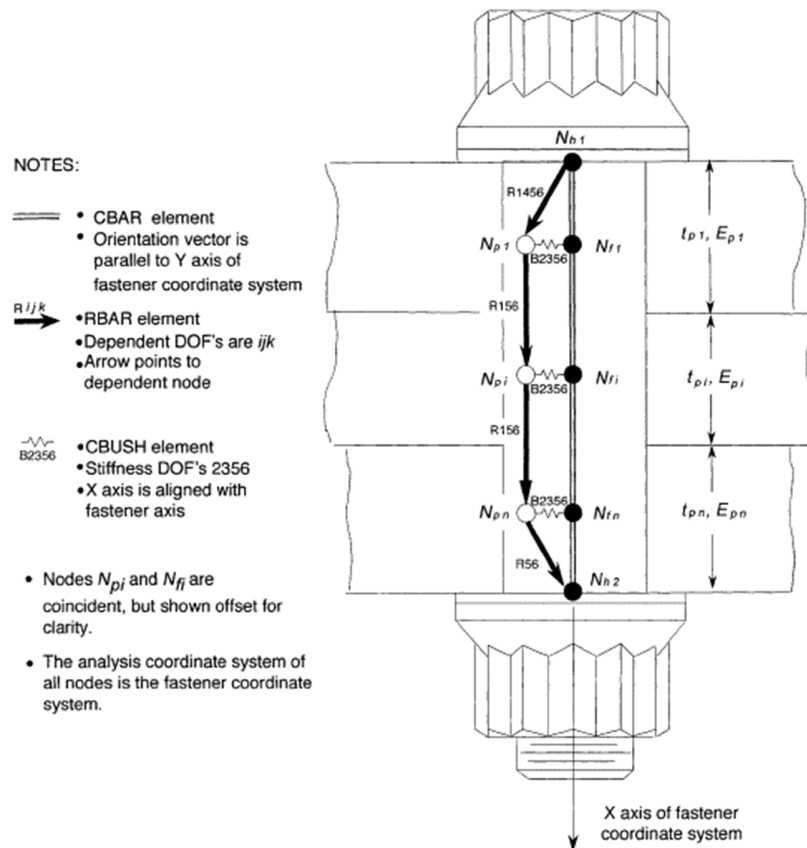 NOTES:
• CBAR element
• Orientation vector is
parallel to Y axis of
fastener coordinate system
R ijk
•RBAR element
•Dependent DOF's are ijk
•Arrow points to
dependent node
B2356
•CBUSH element
•Stiffness DOF's 2356
•X axis is aligned with
fastener axis
• Nodes Npi and Nfi are
coincident, but shown offset for
clarity.
• The analysis coordinate system of
all nodes is the fastener coordinate
system.
Nh1
R1456
Np1
B2356
Nf1
tp1, Ep1
R156
Npi
B2356
Nfi
tpi, Epi
R156
B2356
Npn
Nfn
tpn, Epn
R56
Nh2
X axis of fastener
coordinate system